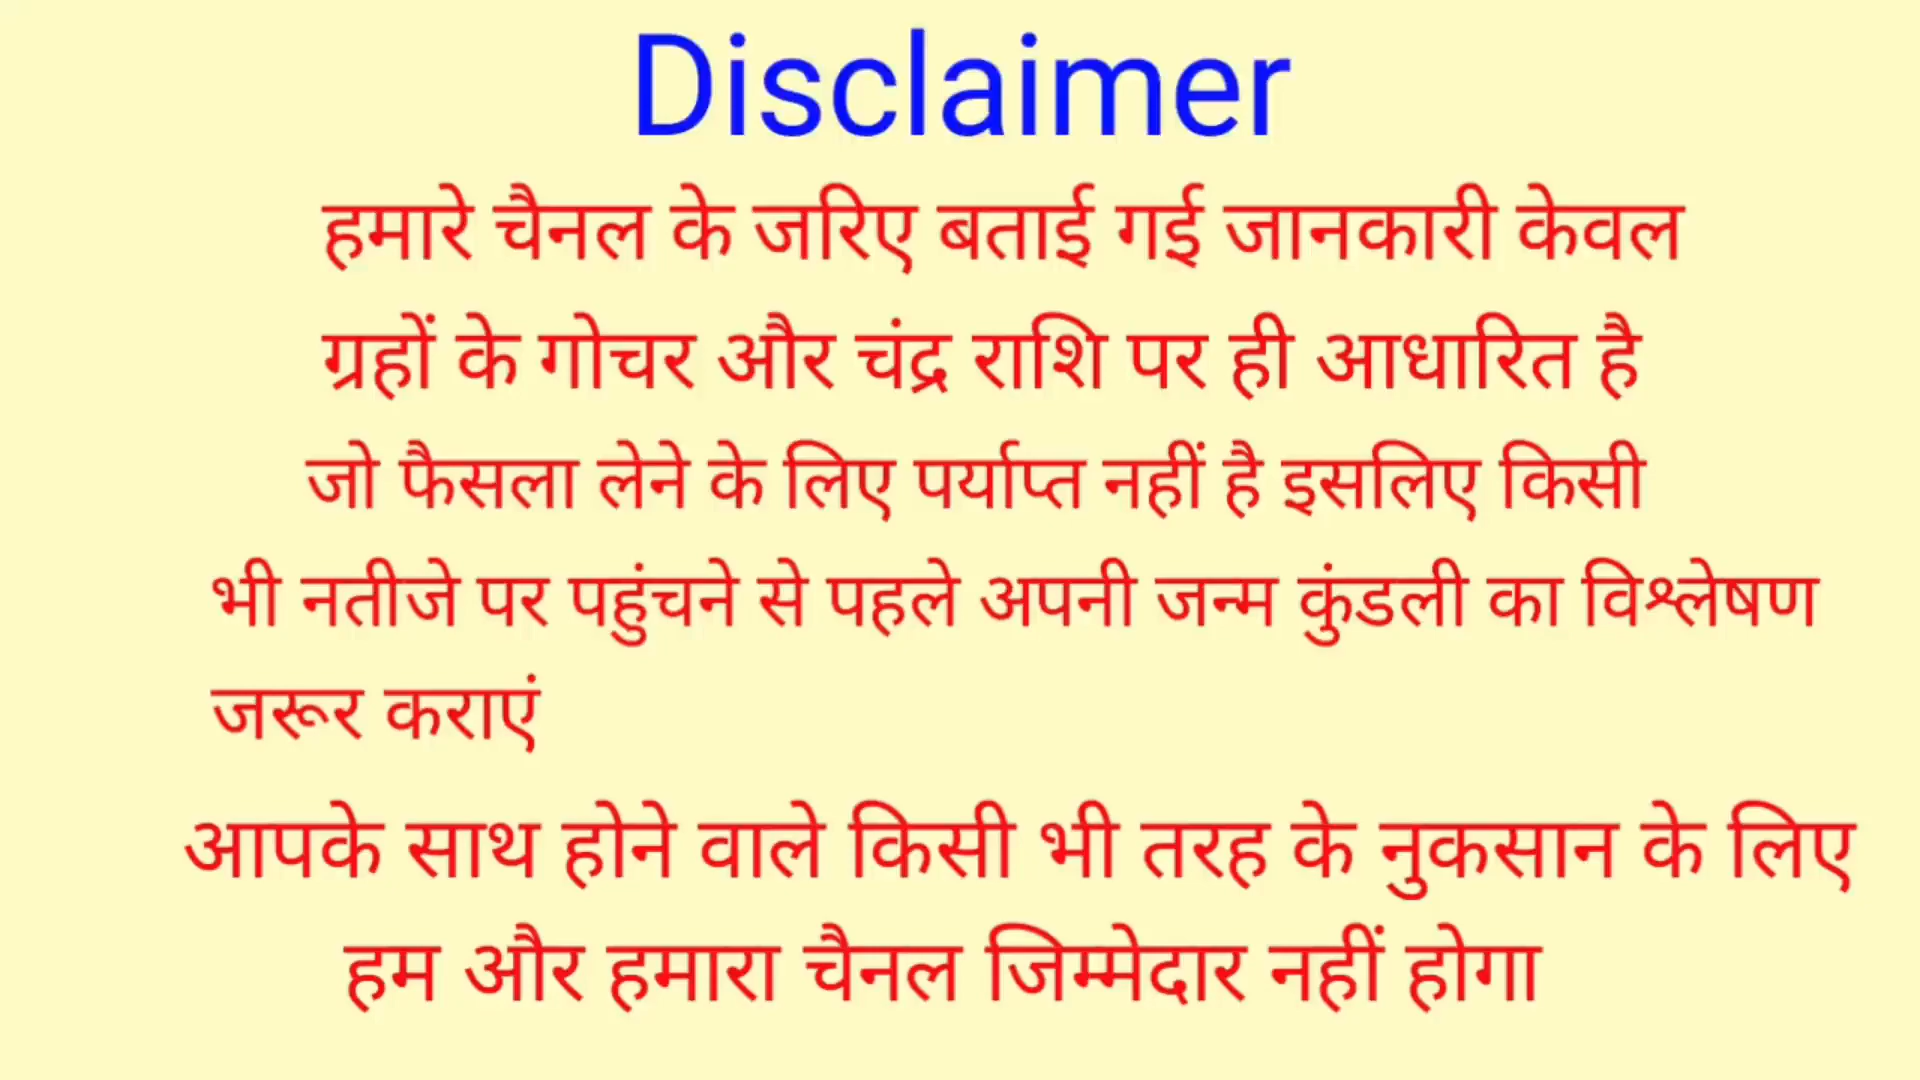 Disclaimer
हमारे चैनल के जरिए बताई गई जानकारी केवल
ग्रहों के गोचर और चंद्र राशि पर ही आधारित है
जो फैसला लेने के लिए पर्याप्त नहीं है इसलिए किसी
भी नतीजे पर पहुंचने से पहले अपनी जन्म कुंडली का विश्लेषण
जरूर कराएं
आपके साथ होने वाले किसी भी तरह के नुकसान के लिए
हम और हमारा चैनल जिम्मेदार नहीं होगा